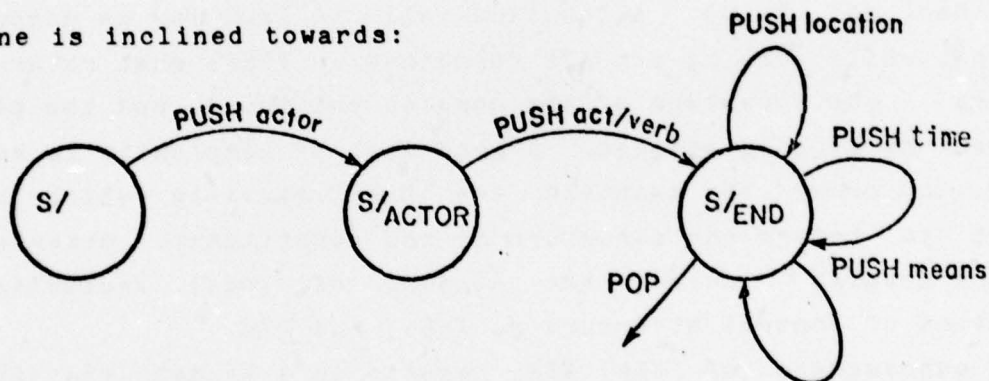 ne is inclined towards:
PUSH location
PUSH actor
PUSH act/verb
PUSH time
S/
S/ACTOR
S/END
PUSH means
POP